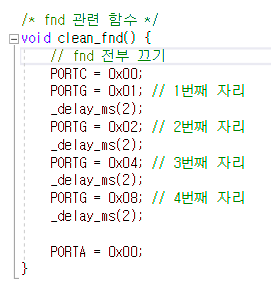 /* fnd 관련 함수 */
void clean_fnd() {
// fnd 전부 끄기
PORTC = 0x00;
PORTG = 0x01; // 1번째 자리
_delay_ms(2);
PORTG = 0x02; // 2번째 자리
_delay_ms(2);
PORTG = 0x04; // 3번째 자리
_delay_ms(2);
PORTG = 0x08; // 4번째 자리
_delay_ms(2);
PORTA = 0x00;
}